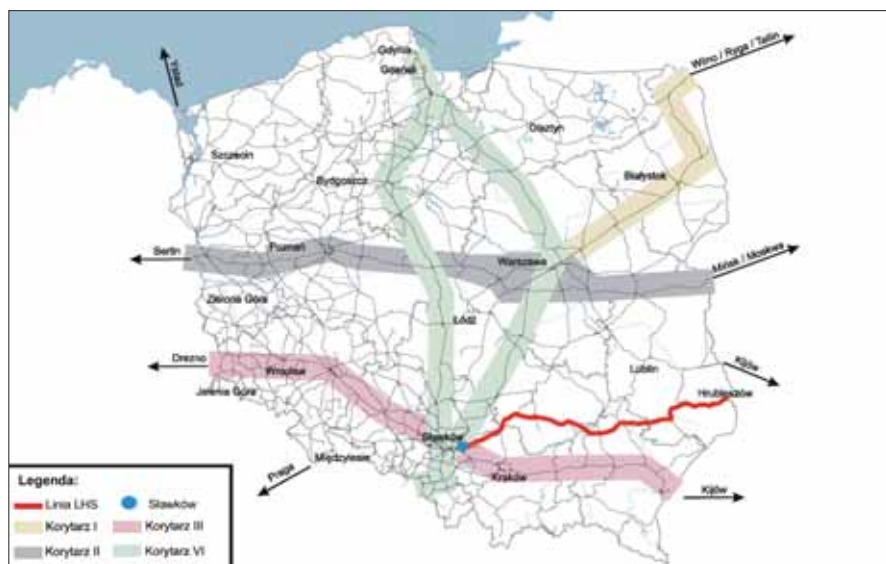 Gdynia
Gdańsk
Ystad
Wilno / Ryga / Tallin
Olsztyn
Szczecin
Bydgoszcz
Białystok
Berlin
Poznań
Warszawa
Mińsk / Moskwa
Zielona Góra
Łódź
Drezno
Wrocław
Jelenia Góra
Lublin
Kijów
Hrubieszów
Sławków
Międzylesie
Praga
Kraków
Kijów
Legenda:
Linia LHS
Sławków
Korytarz I
Korytarz III
Korytarz II
Korytarz VI